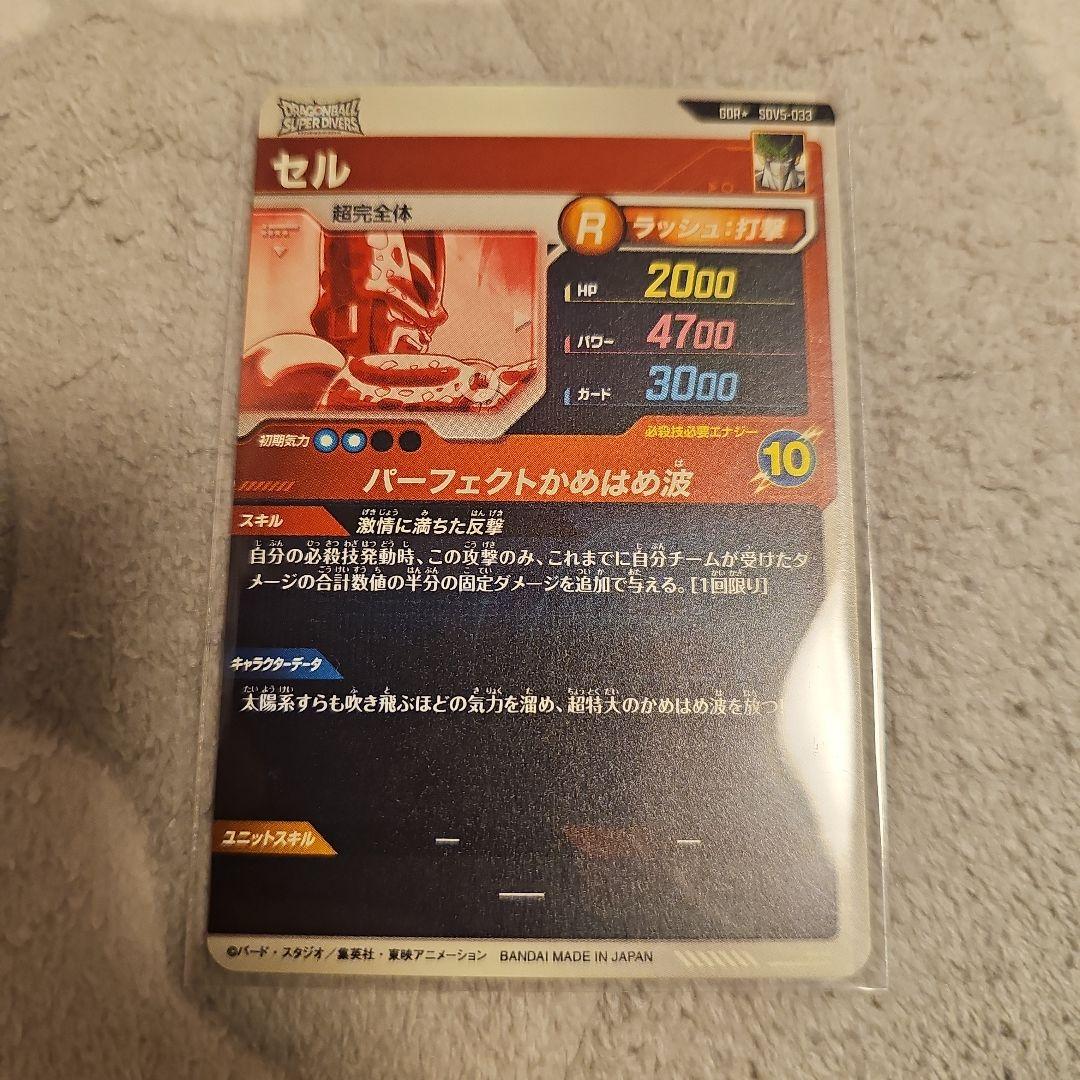 DRAGONBALL
SUPER DIVERS
GDR★ SDV5-033
セル
超完全体
R ラッシュ:打撃
HP 2000
パワー 4700
ガード 3000
初期気力
必殺技必要エナジー
10
パーフェクトかめはめ波
スキル 激情に満ちた反撃
自分の必殺技発動時、この攻撃のみ、これまでに自分チームが受けたダ
メージの合計数値の半分の固定ダメージを追加で与える。[1回限り]
キャラクターデータ
太陽系すらも吹き飛ぶほどの気力を溜め、超特大のかめはめ波を放つ
ユニットスキル
©バード・スタジオ/集英社・東映アニメーション BANDAI MADE IN JAPAN